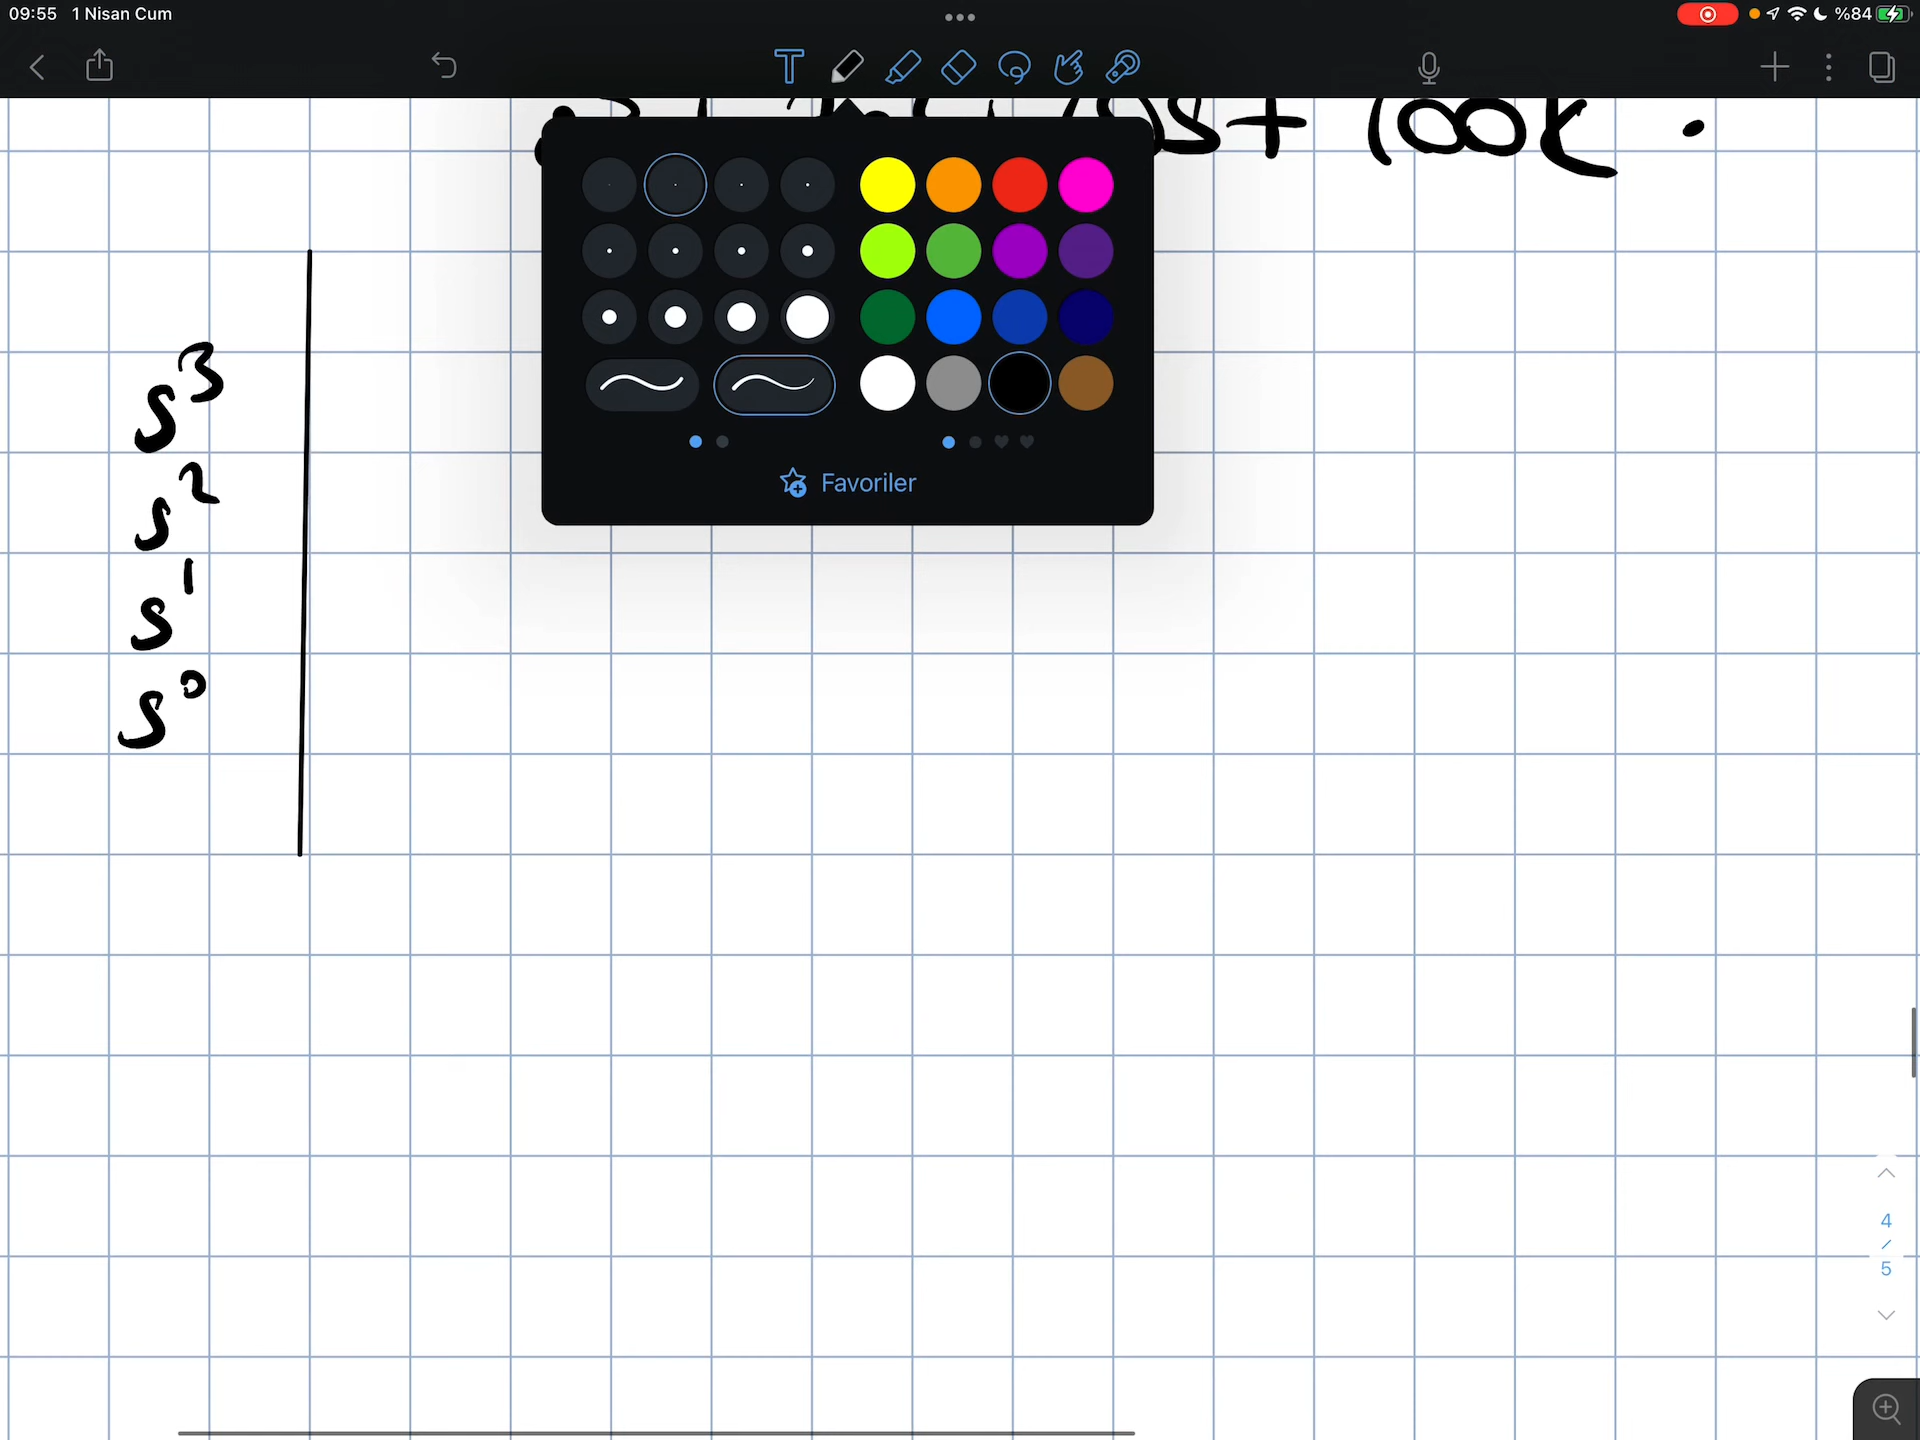 09:55 1 Nisan Cum %84
100K.
s³
s²
s¹
s⁰
Favoriler
4
/
5